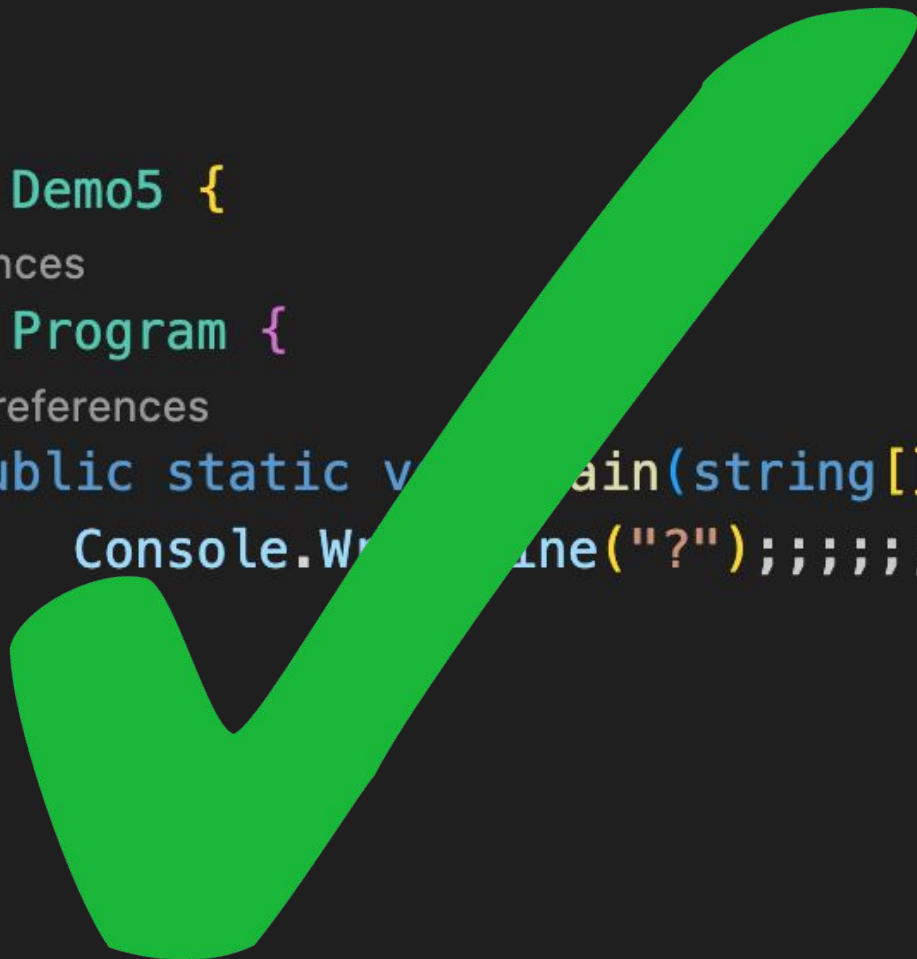 Demo5 {
nces
Program {
references
ublic static ain(string[]
Console. ine("?");;;;;